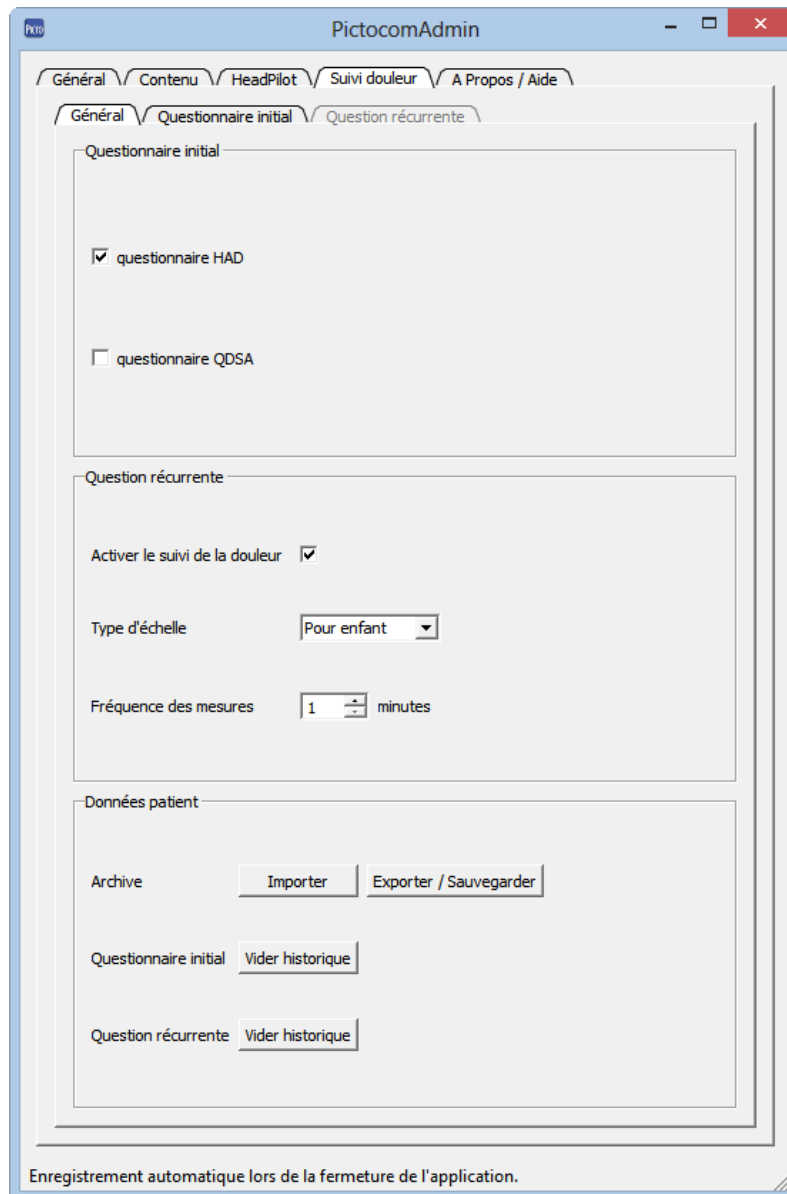 Picto
PictocomAdmin
Général Contenu HeadPilot Suivi douleur A Propos / Aide
Général Questionnaire initial Question récurrente
Questionnaire initial
questionnaire HAD
questionnaire QDSA
Question récurrente
Activer le suivi de la douleur
Type d'échelle Pour enfant
Fréquence des mesures 1 minutes
Données patient
Archive Importer Exporter / Sauvegarder
Questionnaire initial Vider historique
Question récurrente Vider historique
Enregistrement automatique lors de la fermeture de l'application.